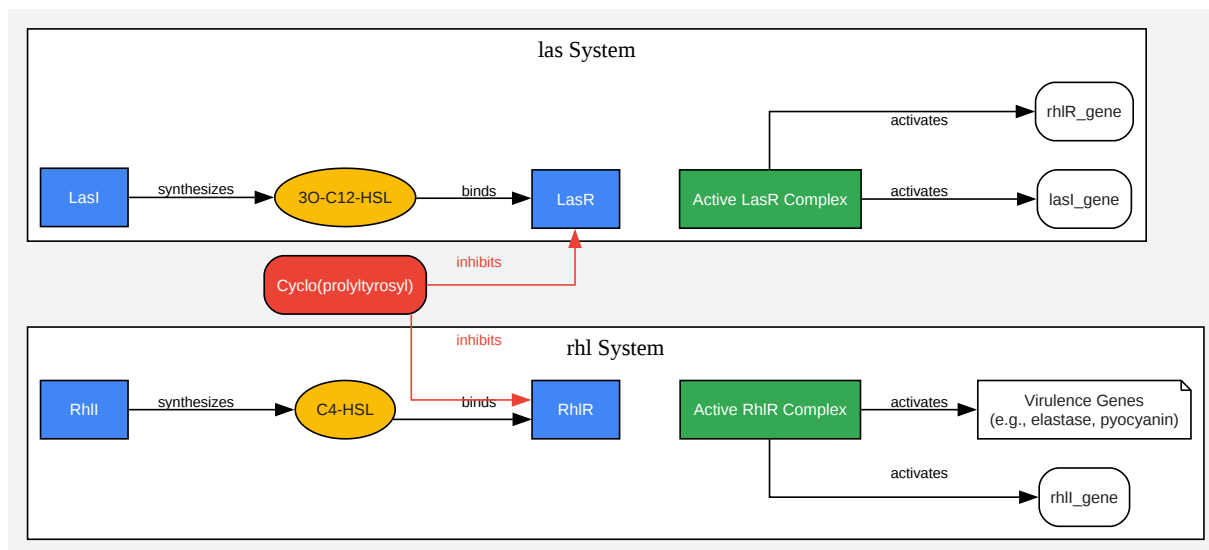 las System
rhlR_gene
activates
LasI
synthesizes
3O-C12-HSL
binds
LasR
Active LasR Complex
activates
lasI_gene
Cyclo(prolyltyrosyl)
inhibits
inhibits
rhl System
RhlI
synthesizes
C4-HSL
binds
RhlR
Active RhlR Complex
activates
Virulence Genes
(e.g., elastase, pyocyanin)
activates
rhlI_gene